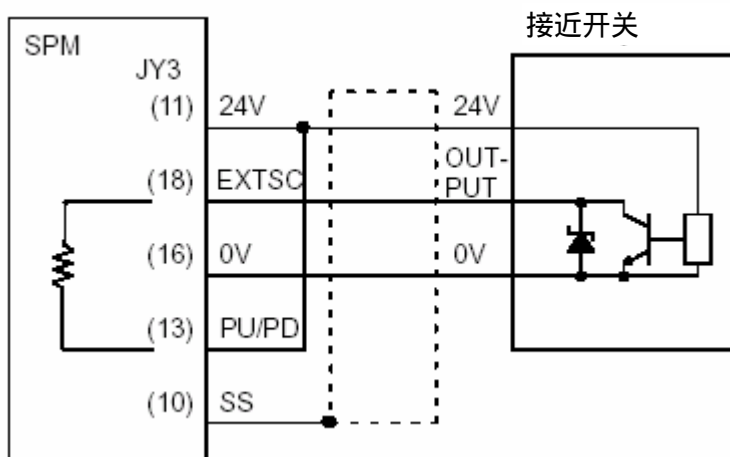 接近开关
SPM
JY3
(11) 24V 24V
(18) EXTSC OUT-
PUT
(16) 0V 0V
(13) PU/PD
(10) SS